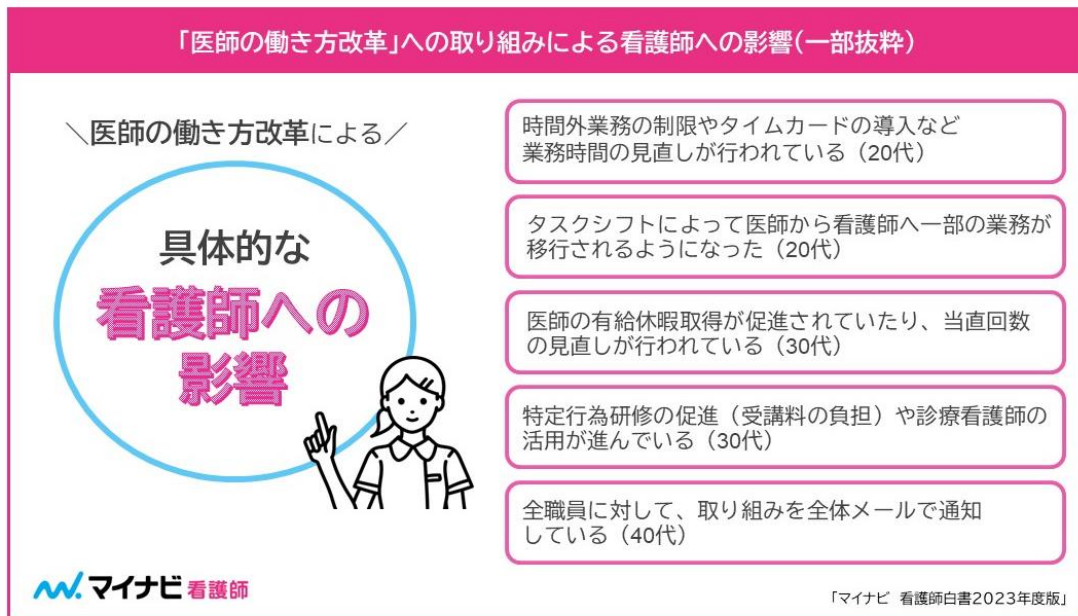 「医師の働き方改革」への取り組みによる看護師への影響(一部抜粋)
＼医師の働き方改革による／
具体的な
看護師への
影響
時間外業務の制限やタイムカードの導入など
業務時間の見直しが行われている（20代）
タスクシフトによって医師から看護師へ一部の業務が
移行されるようになった（20代）
医師の有給休暇取得が促進されていたり、当直回数
の見直しが行われている（30代）
特定行為研修の促進（受講料の負担）や診療看護師の
活用が進んでいる（30代）
全職員に対して、取り組みを全体メールで通知
している（40代）
マイナビ看護師
「マイナビ 看護師白書2023年度版」